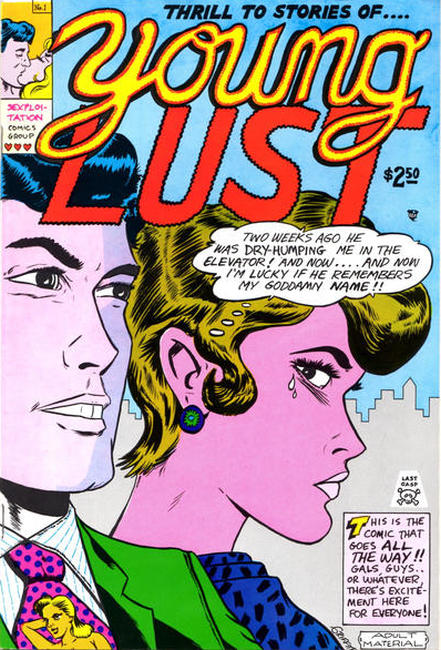 THRILL TO STORIES OF....
No.1
Young
LUST
SEXPLOI-
TATION
COMICS
GROUP
$2.50
TWO WEEKS AGO HE
WAS DRY-HUMPING ME IN THE
ELEVATOR! AND NOW.....AND NOW
I'M LUCKY IF HE REMEMBERS
MY GODDAMN NAME!!
LAST
GASP
THIS IS THE
COMIC THAT
GOES ALL
THE WAY!!
GALS, GUYS..
OR WHATEVER,
THERE'S EXCITE-
MENT HERE
FOR EVERYONE!
ADULT
MATERIAL